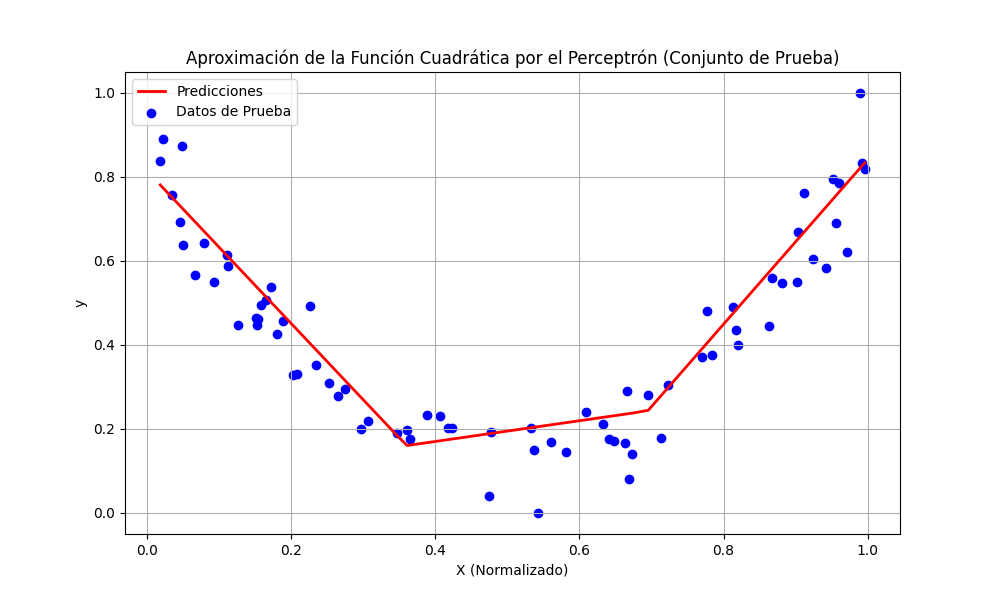 Aproximación de la Función Cuadrática por el Perceptrón (Conjunto de Prueba)
Predicciones
Datos de Prueba
1.0
0.8
0.6
0.4
0.2
0.0
y
0.0 0.2 0.4 0.6 0.8 1.0
X (Normalizado)